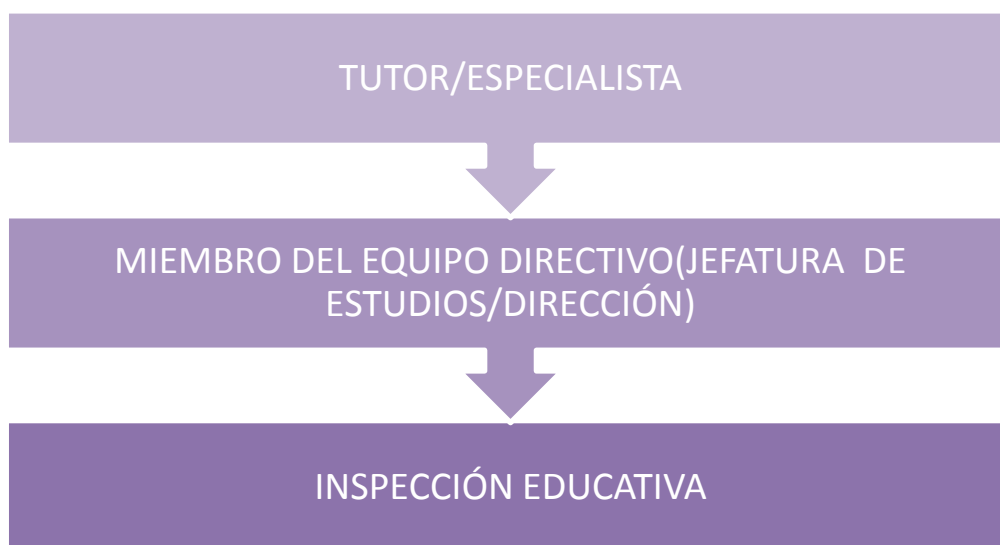 TUTOR/ESPECIALISTA
MIEMBRO DEL EQUIPO DIRECTIVO(JEFATURA DE
ESTUDIOS/DIRECCIÓN)
INSPECCIÓN EDUCATIVA